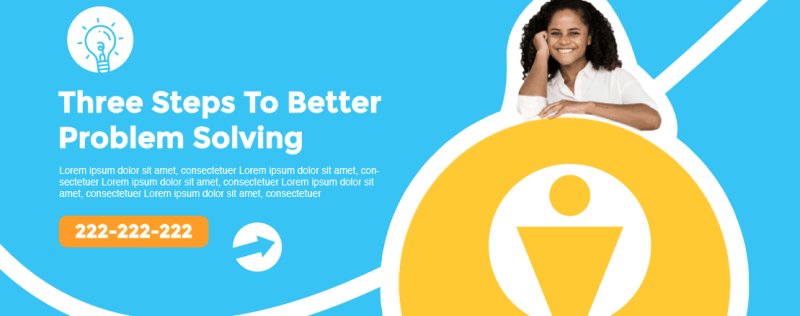 Three Steps To Better
Problem Solving
Lorem ipsum dolor sit amet, consectetuer Lorem ipsum dolor sit amet, con-
sectetuer Lorem ipsum dolor sit amet, consectetuer Lorem ipsum dolor sit
amet, consectetuer Lorem ipsum dolor sit amet, consectetuer
222-222-222